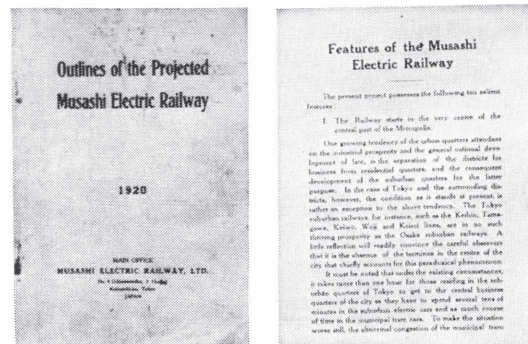 Outlines of the Projected
Musashi Electric Railway
1920
MAIN OFFICE
MUSASHI ELECTRIC RAILWAY, LTD.
No. 4 Uchisaiwaicho, 2 Chome
Kojimachiku, Tokyo
JAPAN
Features of the Musashi
Electric Railway
The present project possesses the following ten salient
features:
1. The Railway starts in the very centre of the
central part of the Metropolis.
One growing tendency of the urban quarters attendant
on the industrial prosperity and the general national deve-
lopment of late, is the separation of the districts for
business from residential quarters, and the consequent
development of the suburban quarters for the latter
purpose. In the case of Tokyo and the surrounding dis-
tricts, however, the condition as it stands at present is
rather an exception to the above tendency. The Tokyo
suburban railways for instance, such as the Keihin, Tama-
gawa, Keiwo, Woji and Keisei lines, are in no such
thriving prosperity as the Osaka suburban railways. A
little reflection will readily convince the careful observers
that it is the absence of the terminus in the centre of the
city that chiefly accounts for this paradoxical phenomenon.
It must be noted that under the existing circumstances,
it takes more than one hour for those residing in the sub-
urban quarters of Tokyo to get to the central business
quarters of the city as they have to spend several tens of
minutes in the suburban electric cars and as much excess
of time in the municipal tram cars. To make the situation
worse still, the abnormal congestion of the municipal tram